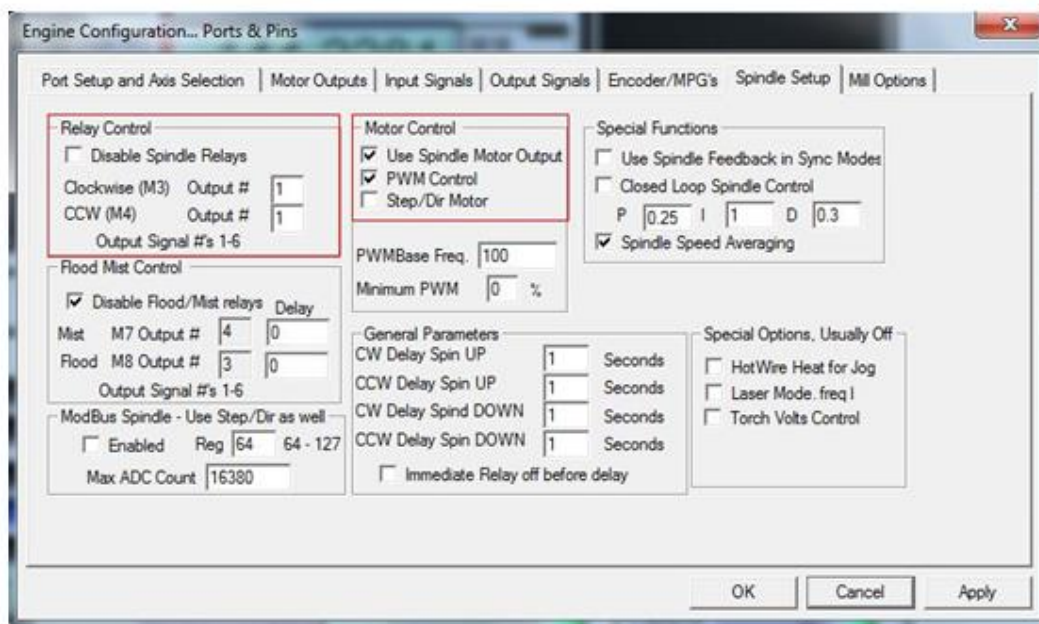 Engine Configuration... Ports & Pins
Port Setup and Axis Selection
Motor Outputs
Input Signals
Output Signals
Encoder/MPG's
Spindle Setup
Mill Options
Relay Control
Disable Spindle Relays
Clockwise (M3) Output # 1
CCW (M4) Output # 1
Output Signal #'s 1-6
Flood Mist Control
Disable Flood/Mist relays Delay
Mist M7 Output # 4 0
Flood M8 Output # 3 0
Output Signal #'s 1-6
ModBus Spindle - Use Step/Dir as well
Enabled Reg 64 64 - 127
Max ADC Count 16380
Motor Control
Use Spindle Motor Output
PWM Control
Step/Dir Motor
PWMBase Freq. 100
Minimum PWM 0 %
General Parameters
CW Delay Spin UP 1 Seconds
CCW Delay Spin UP 1 Seconds
CW Delay Spind DOWN 1 Seconds
CCW Delay Spin DOWN 1 Seconds
Immediate Relay off before delay
Special Functions
Use Spindle Feedback in Sync Modes
Closed Loop Spindle Control
P 0.25 I 1 D 0.3
Spindle Speed Averaging
Special Options, Usually Off
HotWire Heat for Jog
Laser Mode. freq I
Torch Volts Control
OK
Cancel
Apply